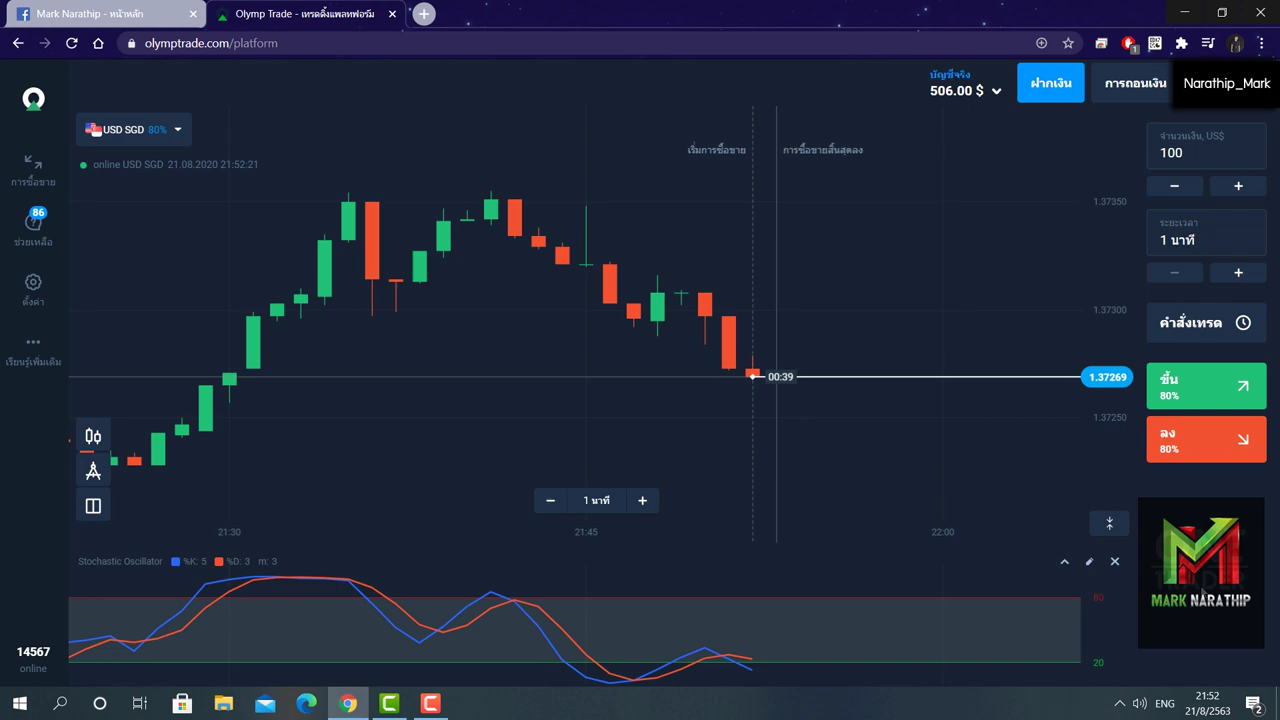 Mark Narathip - หน้าหลัก
Olymp Trade - เทรดดิ้งแพลทฟอร์ม
olymptrade.com/platform
1
บัญชีจริง
506.00 $
ฝากเงิน
การถอนเงิน
Narathip_Mark
USD SGD 80%
online USD SGD 21.08.2020 21:52:21
เริ่มการซื้อขาย
การซื้อขายสิ้นสุดลง
จำนวนเงิน, US$
100
ระยะเวลา
1 นาที
คำสั่งเทรด
ขึ้น
80%
ลง
80%
การซื้อขาย
86
ช่วยเหลือ
ตั้งค่า
เรียนรู้เพิ่มเติม
14567
online
1.37350
1.37300
1.37269
1.37250
00:39
1 นาที
21:30
21:45
22:00
Stochastic Oscillator %K: 5 %D: 3 m: 3
80
20
MARK NARATHIP
ENG
21:52
21/8/2563
2